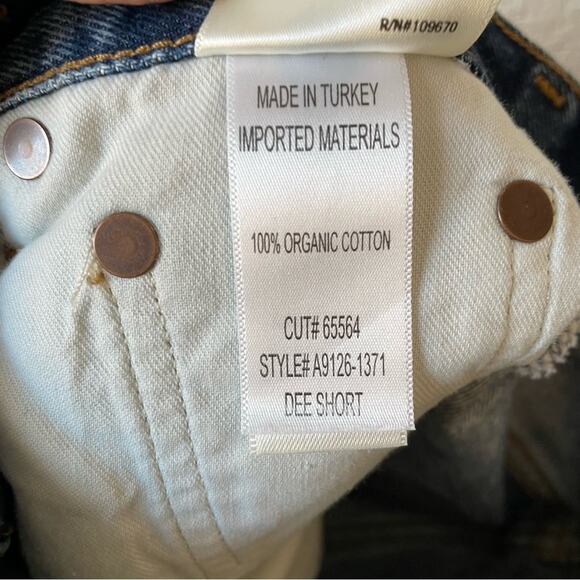 R/N#109670
MADE IN TURKEY
IMPORTED MATERIALS
100% ORGANIC COTTON
CUT# 65564
STYLE# A9126-1371
DEE SHORT